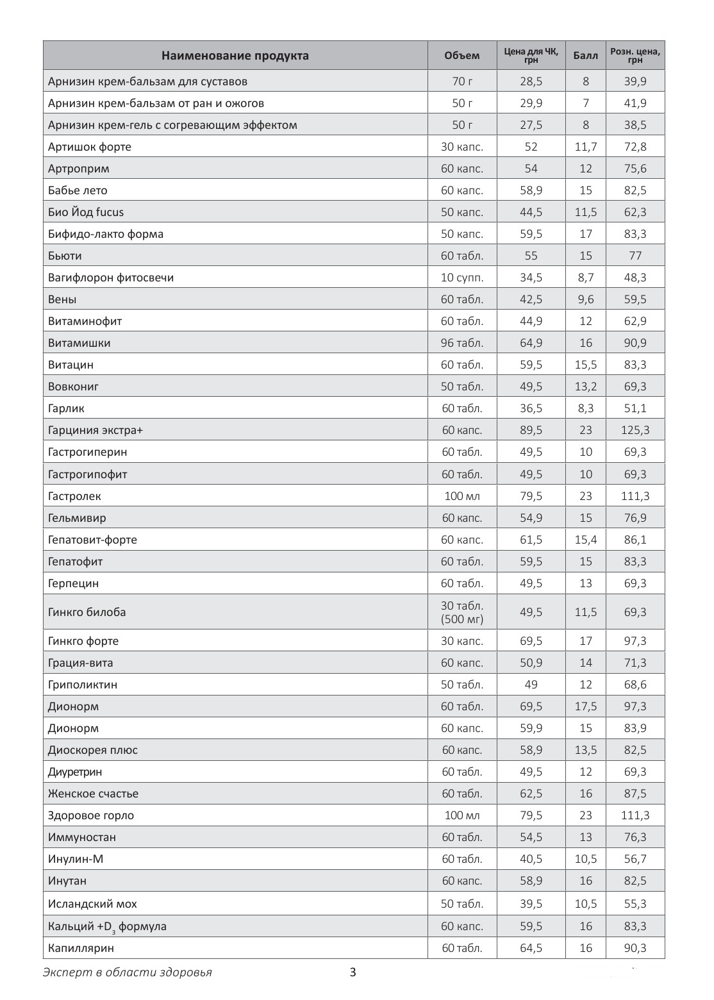 Наименование продукта Объем Цена для ЧК, грн Балл Розн. цена, грн
Арнизин крем-бальзам для суставов 70 г 28,5 8 39,9
Арнизин крем-бальзам от ран и ожогов 50 г 29,9 7 41,9
Арнизин крем-гель с согревающим эффектом 50 г 27,5 8 38,5
Артишок форте 30 капс. 52 11,7 72,8
Артроприм 60 капс. 54 12 75,6
Бабье лето 60 капс. 58,9 15 82,5
Био Йод fucus 50 капс. 44,5 11,5 62,3
Бифидо-лакто форма 50 капс. 59,5 17 83,3
Бьюти 60 табл. 55 15 77
Вагифлорон фитосвечи 10 супп. 34,5 8,7 48,3
Вены 60 табл. 42,5 9,6 59,5
Витаминофит 60 табл. 44,9 12 62,9
Витамишки 96 табл. 64,9 16 90,9
Витацин 60 табл. 59,5 15,5 83,3
Вовкониг 50 табл. 49,5 13,2 69,3
Гарлик 60 табл. 36,5 8,3 51,1
Гарциния экстра+ 60 капс. 89,5 23 125,3
Гастрогиперин 60 табл. 49,5 10 69,3
Гастрогипофит 60 табл. 49,5 10 69,3
Гастролек 100 мл 79,5 23 111,3
Гельмивир 60 капс. 54,9 15 76,9
Гепатовит-форте 60 капс. 61,5 15,4 86,1
Гепатофит 60 табл. 59,5 15 83,3
Герпецин 60 табл. 49,5 13 69,3
Гинкго билоба 30 табл. (500 мг) 49,5 11,5 69,3
Гинкго форте 30 капс. 69,5 17 97,3
Грация-вита 60 капс. 50,9 14 71,3
Гриполиктин 50 табл. 49 12 68,6
Дионорм 60 табл. 69,5 17,5 97,3
Дионорм 60 капс. 59,9 15 83,9
Диоскорея плюс 60 капс. 58,9 13,5 82,5
Диуретрин 60 табл. 49,5 12 69,3
Женское счастье 60 табл. 62,5 16 87,5
Здоровое горло 100 мл 79,5 23 111,3
Иммуностан 60 табл. 54,5 13 76,3
Инулин-М 60 табл. 40,5 10,5 56,7
Инутан 60 капс. 58,9 16 82,5
Исландский мох 50 табл. 39,5 10,5 55,3
Кальций +D3 формула 60 капс. 59,5 16 83,3
Капиллярин 60 табл. 64,5 16 90,3
Эксперт в области здоровья 3